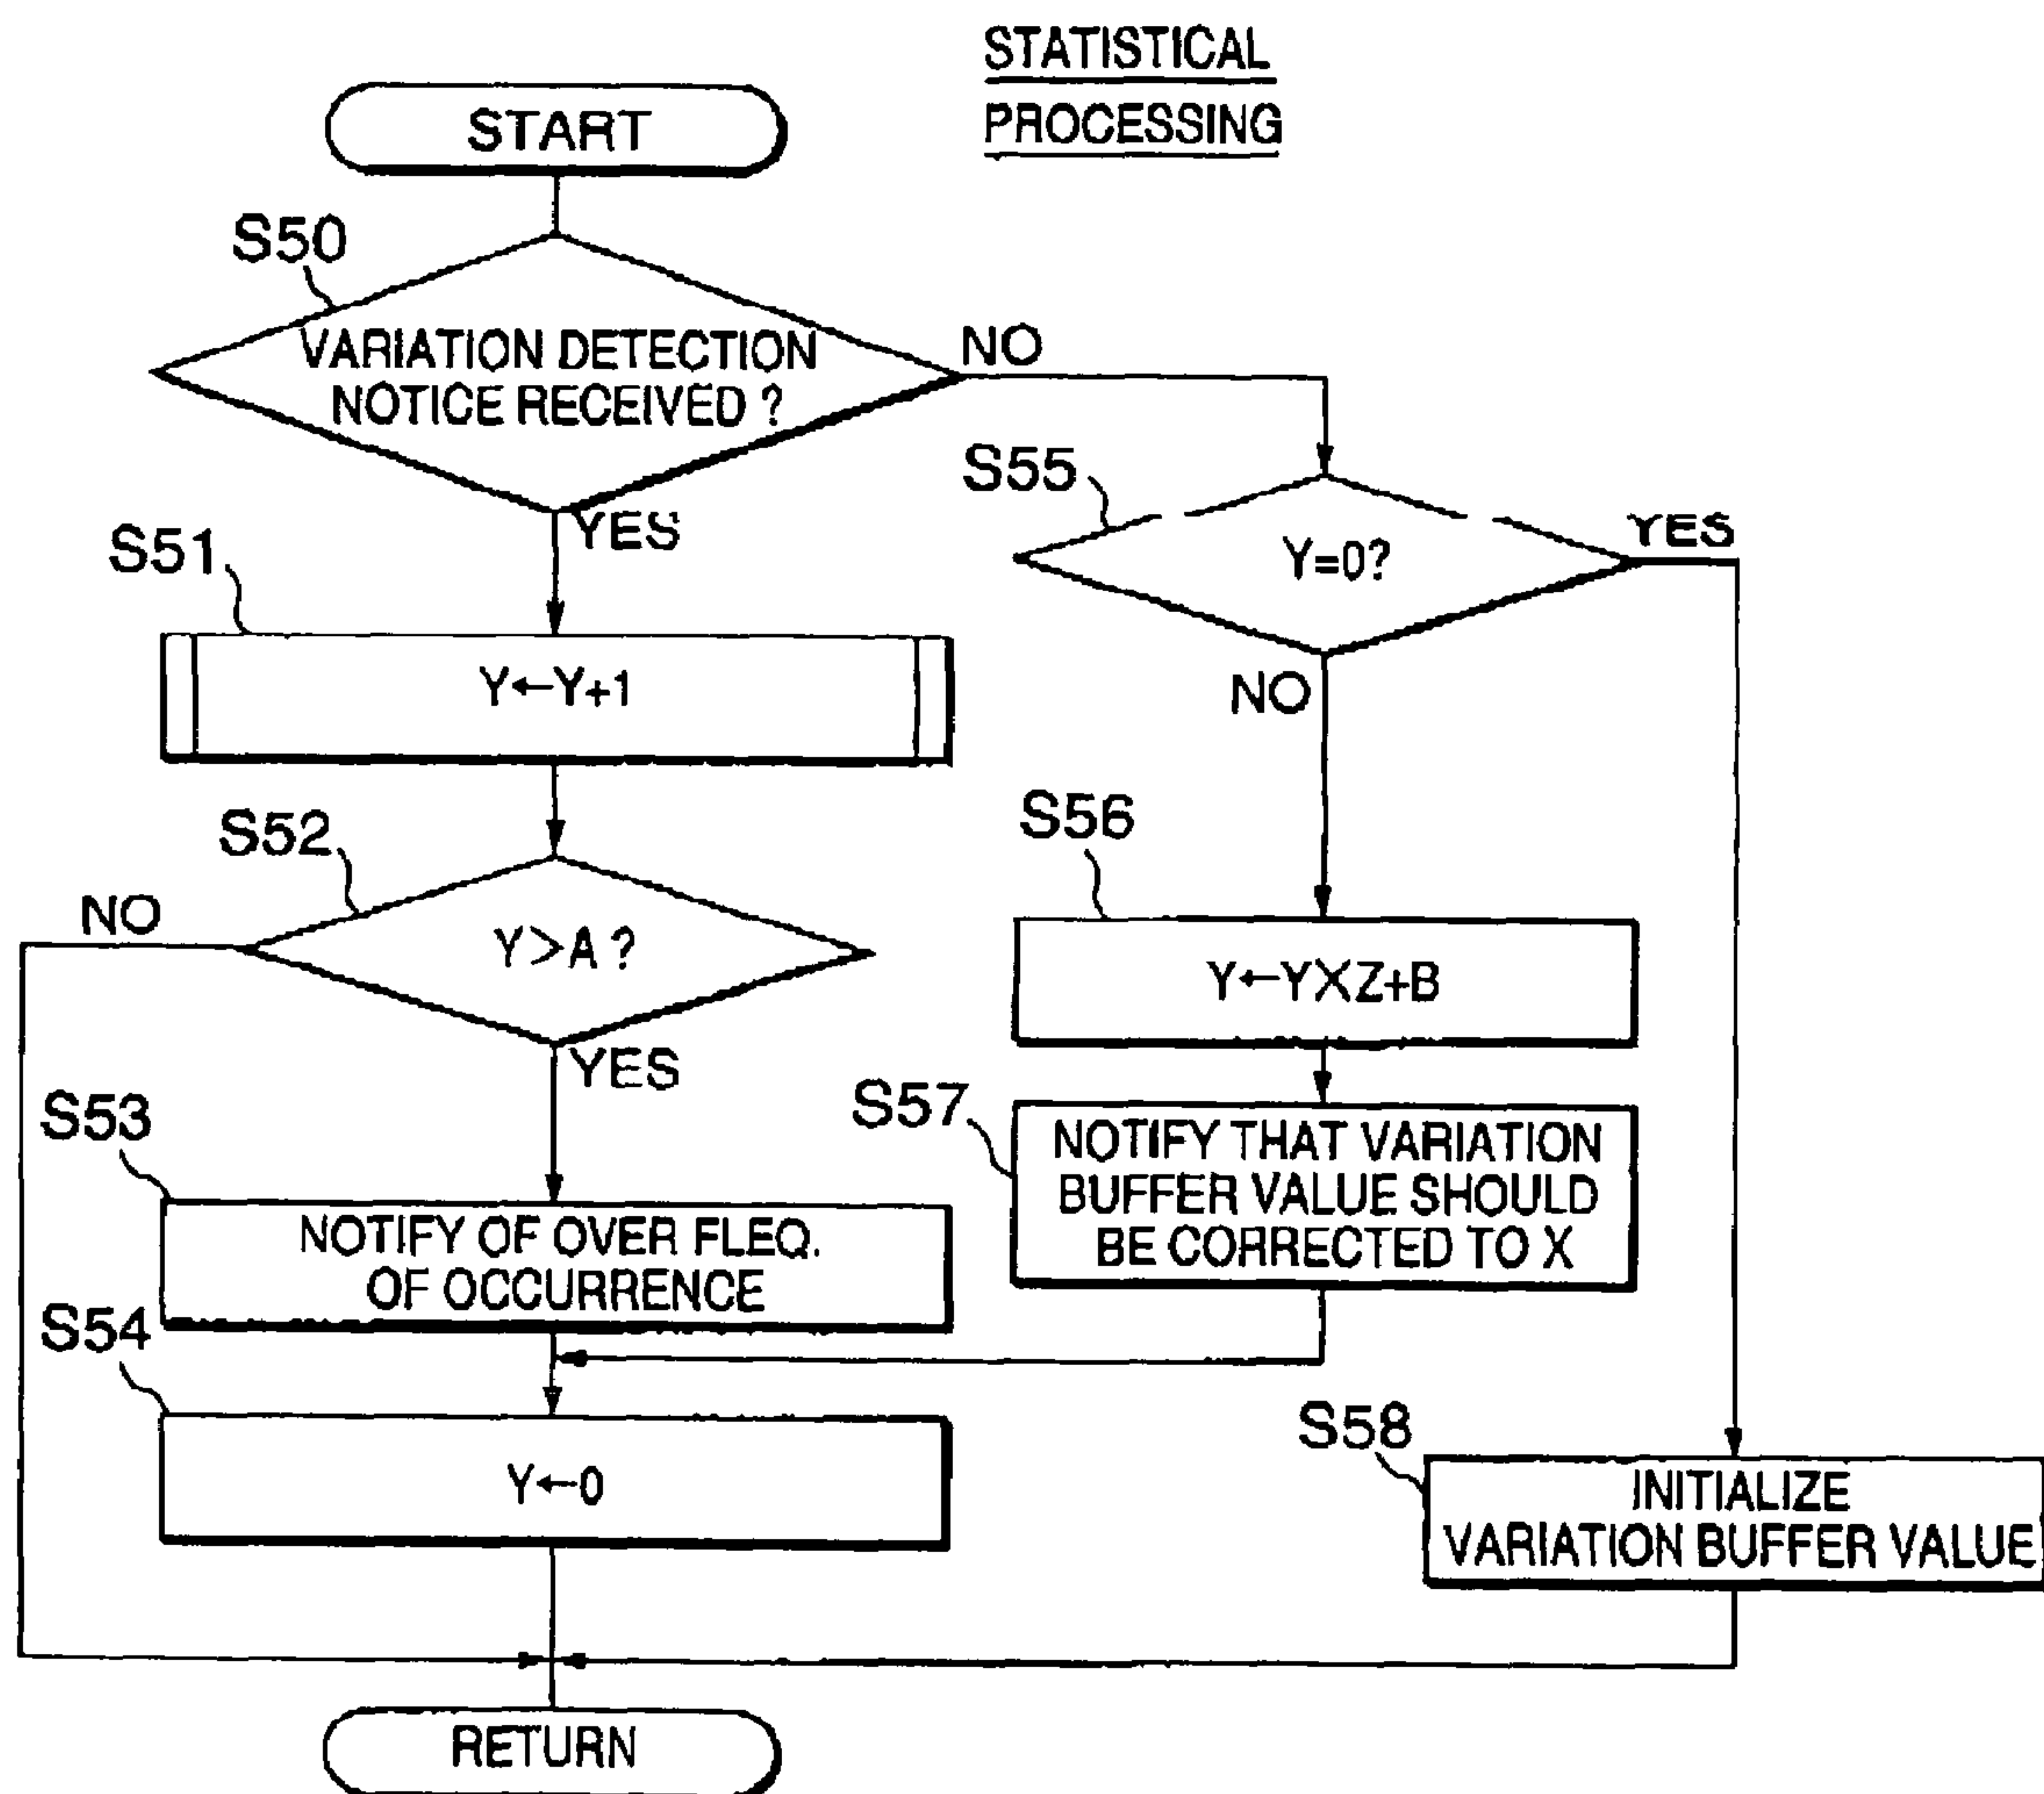 STATISTICAL
PROCESSING
START
S50
VARIATION DETECTION
NOTICE RECEIVED ?
NO
YES
S55
Y=0?
YES
NO
S51
Y←Y+1
S52
NO
Y>A ?
YES
S56
Y←Y×Z+B
S53
NOTIFY OF OVER FLEQ.
OF OCCURRENCE
S57
NOTIFY THAT VARIATION
BUFFER VALUE SHOULD
BE CORRECTED TO X
S54
Y←0
S58
INITIALIZE
VARIATION BUFFER VALUE
RETURN